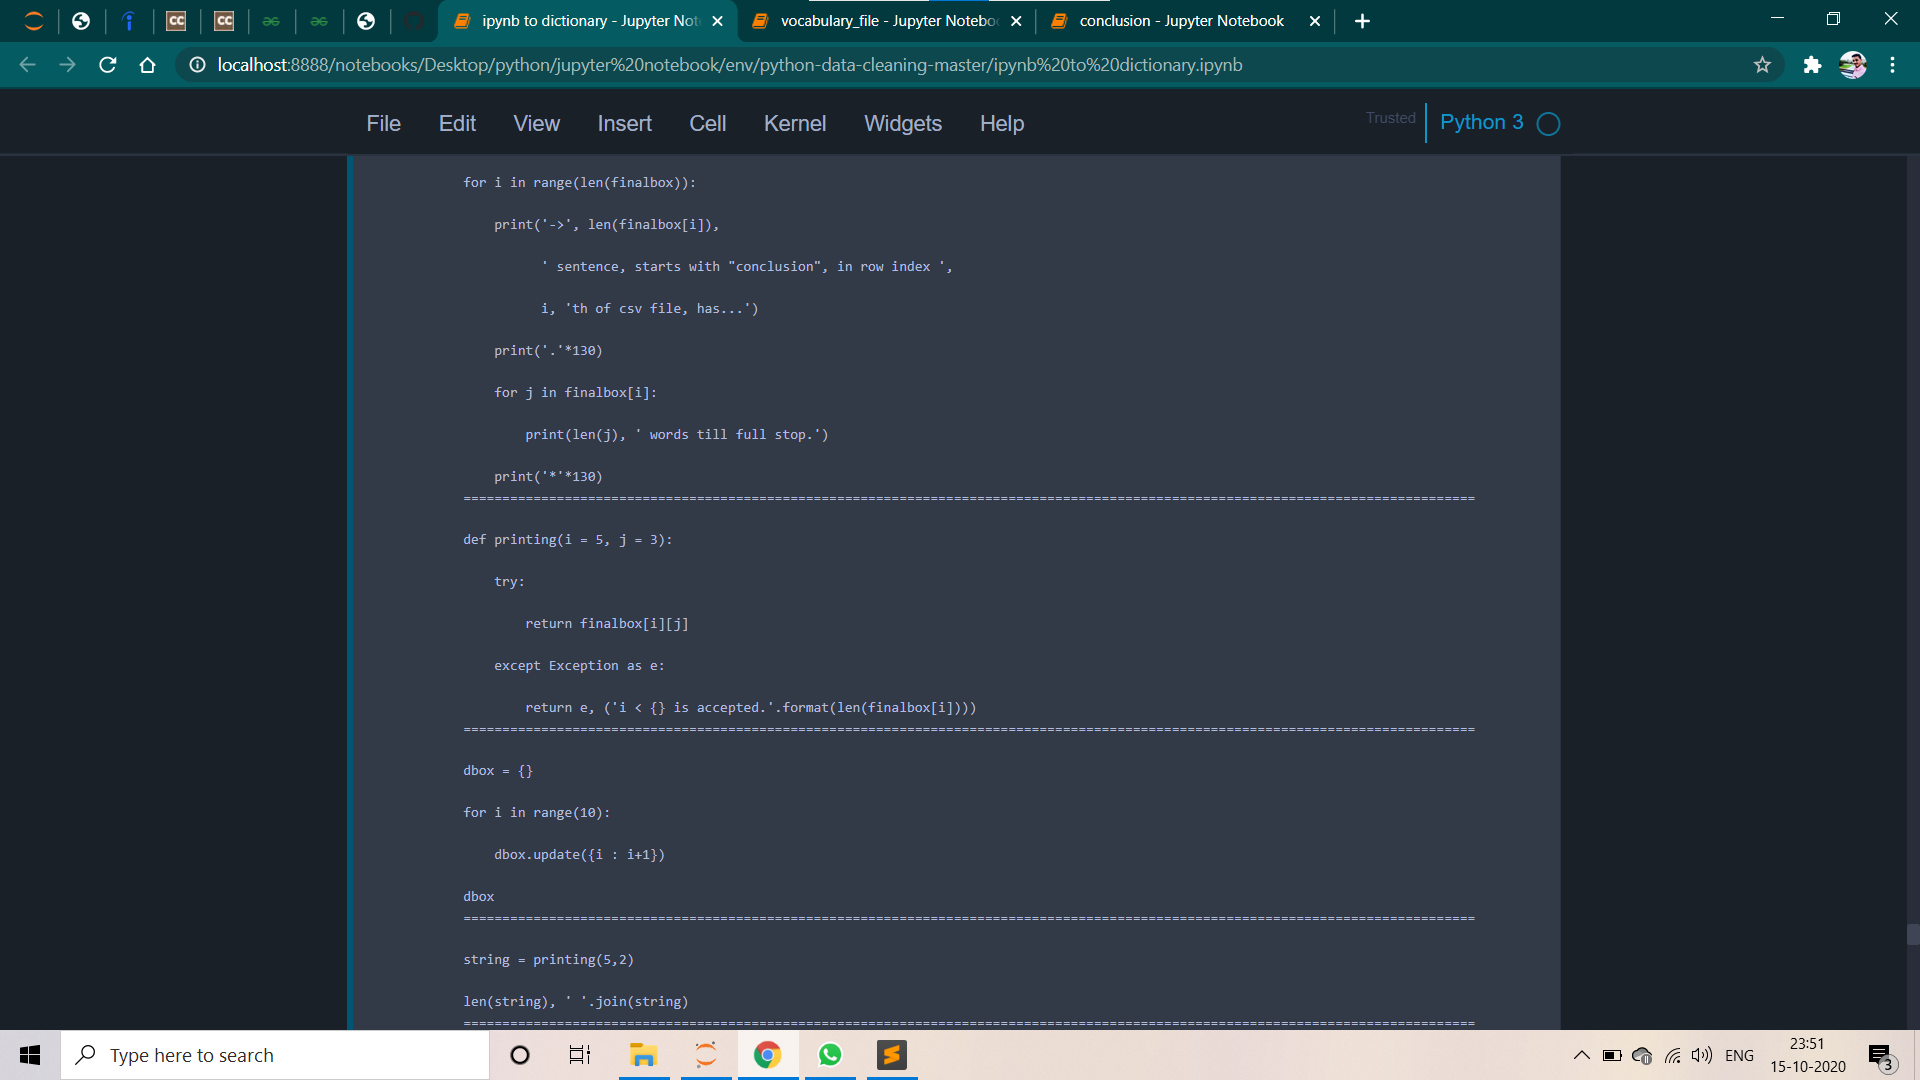 ipynb to dictionary - Jupyter Not
vocabulary_file - Jupyter Notebo
conclusion - Jupyter Notebook
localhost:8888/notebooks/Desktop/python/jupyter%20notebook/env/python-data-cleaning-master/ipynb%20to%20dictionary.ipynb
File Edit View Insert Cell Kernel Widgets Help
Trusted
Python 3
for i in range(len(finalbox)):
print('->', len(finalbox[i]),
' sentence, starts with "conclusion", in row index ',
i, 'th of csv file, has...')
print('.'*130)
for j in finalbox[i]:
print(len(j), ' words till full stop.')
print('*'*130)
==================================================================================================================================
def printing(i = 5, j = 3):
try:
return finalbox[i][j]
except Exception as e:
return e, ('i < {} is accepted.'.format(len(finalbox[i])))
==================================================================================================================================
dbox = {}
for i in range(10):
dbox.update({i : i+1})
dbox
==================================================================================================================================
string = printing(5,2)
len(string), ' '.join(string)
==================================================================================================================================
Type here to search
ENG
23:51
15-10-2020
3
CC
CC